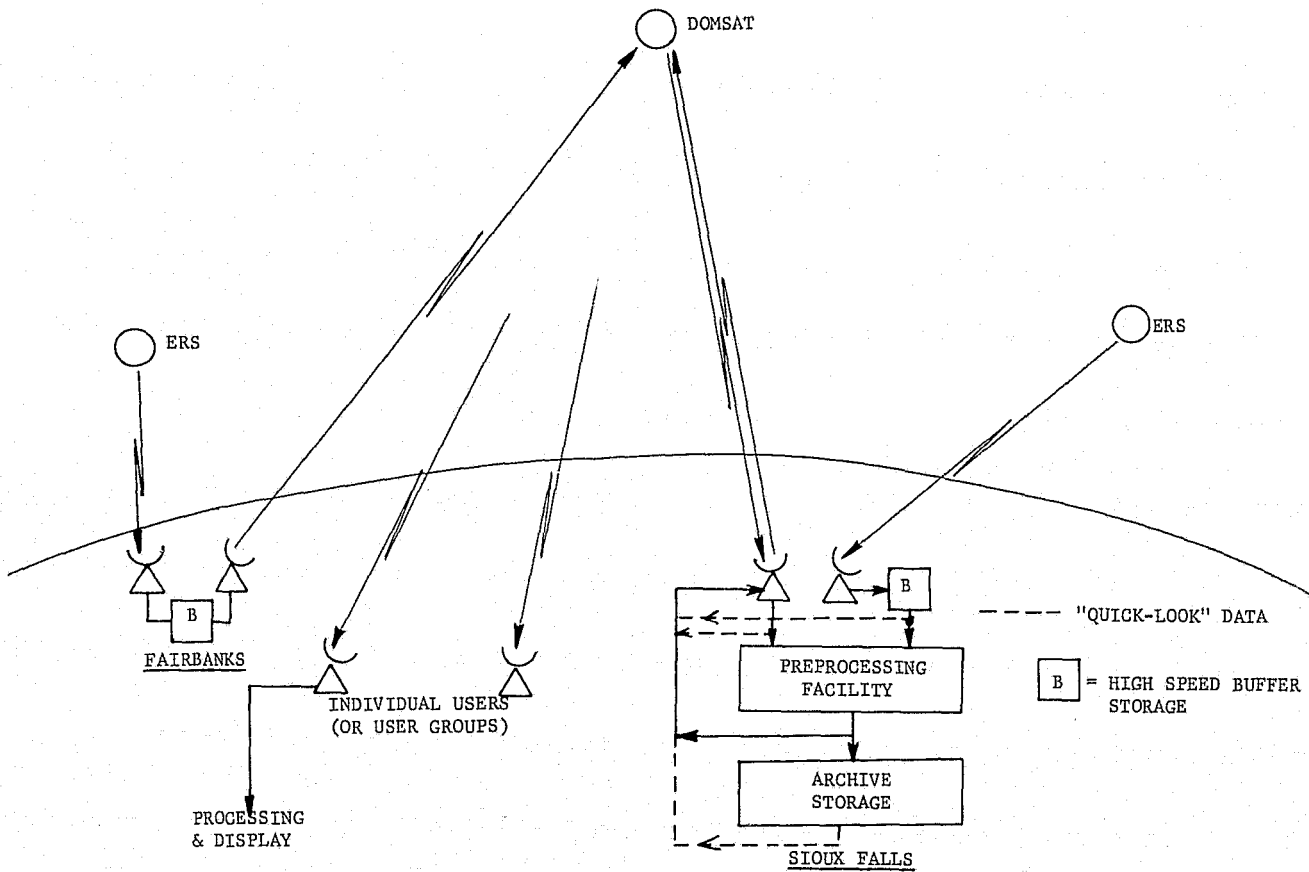 DOMSAT
ERS
ERS
B
FAIRBANKS
INDIVIDUAL USERS
(OR USER GROUPS)
PROCESSING
& DISPLAY
B
PREPROCESSING
FACILITY
ARCHIVE
STORAGE
SIOUX FALLS
"QUICK-LOOK" DATA
B = HIGH SPEED BUFFER
STORAGE